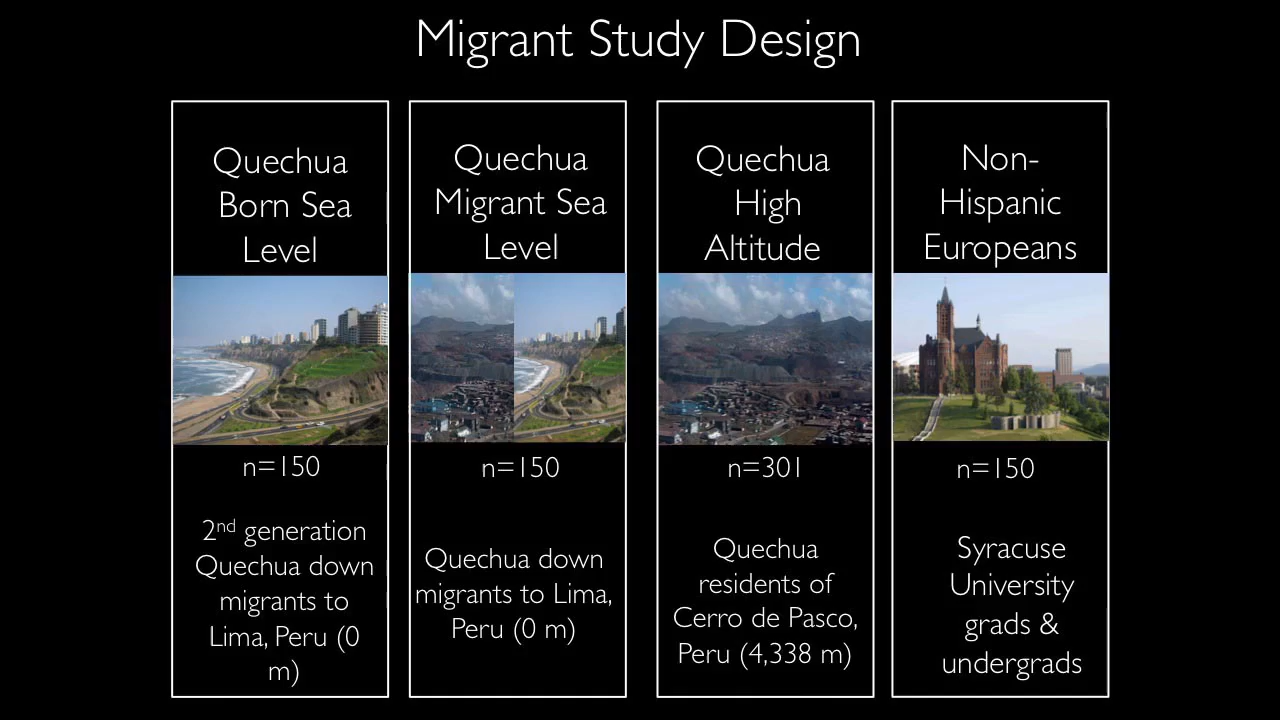 Migrant Study Design
Quechua
Born Sea
Level
n=150
2nd generation
Quechua down
migrants to
Lima, Peru (0
m)
Quechua
Migrant Sea
Level
n=150
Quechua down
migrants to Lima,
Peru (0 m)
Quechua
High
Altitude
n=301
Quechua
residents of
Cerro de Pasco,
Peru (4,338 m)
Non-
Hispanic
Europeans
n=150
Syracuse
University
grads &
undergrads